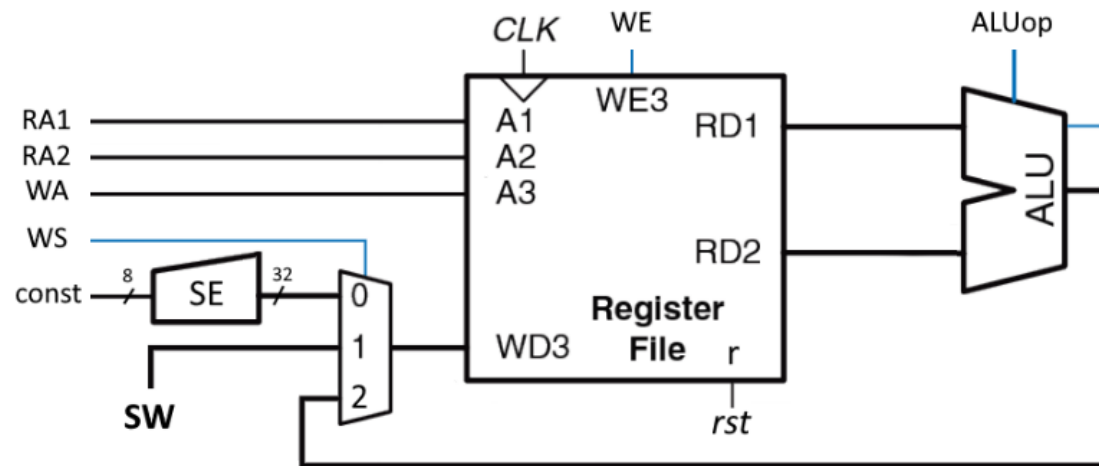 CLK
WE
ALUop
RA1
RA2
WA
WS
const
8
SE
32
SW
0
1
2
A1
A2
A3
WD3
WE3
RD1
RD2
Register
File
r
rst
ALU